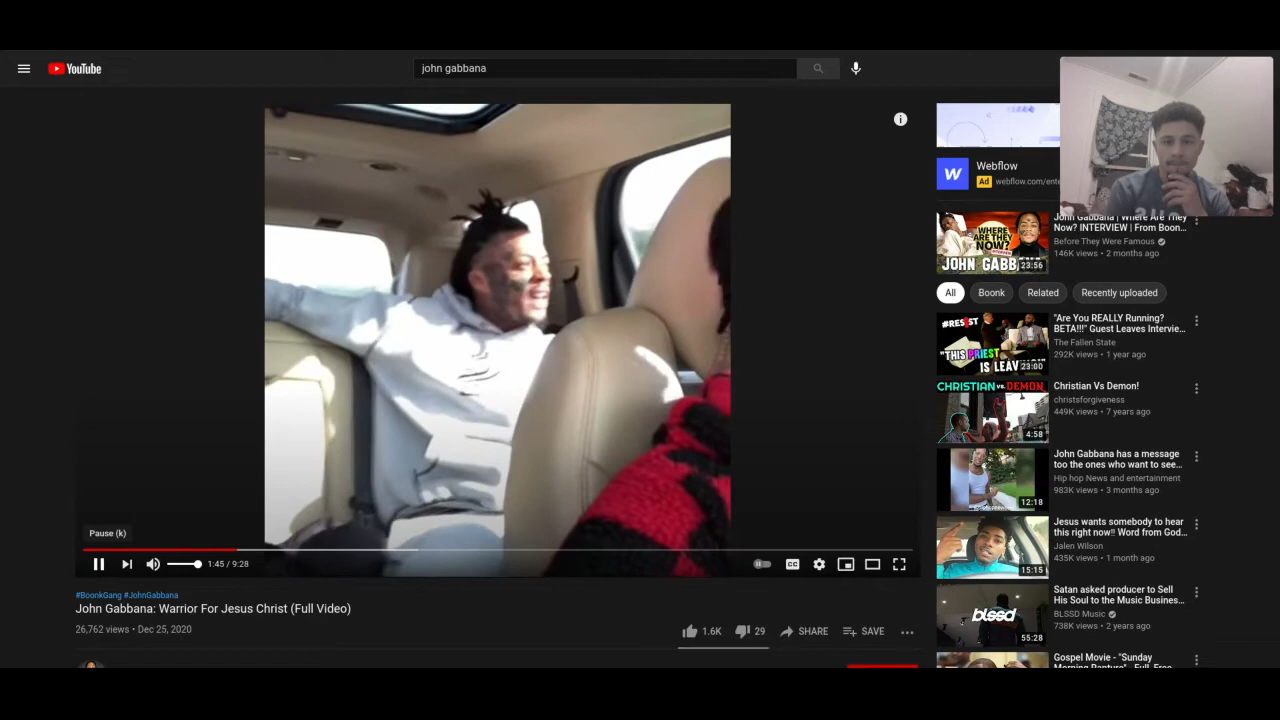 YouTube
john gabbana
W
Webflow
Ad webflow.com/ente
WHERE
ARE THEY
NOW?
INTERVIEW
JOHN GABB
23:56
John Gabbana | Where Are They
Now? INTERVIEW | From Boon...
Before They Were Famous
146K views • 2 months ago
All
Boonk
Related
Recently uploaded
#RESIST
"THIS PRIEST
IS LEAV
23:00
"Are You REALLY Running?
BETA!!!" Guest Leaves Intervie...
The Fallen State
292K views • 1 year ago
CHRISTIAN VS. DEMON
4:58
Christian Vs Demon!
christsforgiveness
449K views • 7 years ago
12:18
John Gabbana has a message
too the ones who want to see...
Hip hop News and entertainment
983K views • 3 months ago
15:15
Jesus wants somebody to hear
this right now!! Word from God...
Jalen Wilson
435K views • 1 month ago
blssd
55:28
Satan asked producer to Sell
His Soul to the Music Busines...
BLSSD Music
738K views • 2 years ago
Gospel Movie - "Sunday
Pause (k)
1:45 / 9:28
CC
#BoonkGang #JohnGabbana
John Gabbana: Warrior For Jesus Christ (Full Video)
26,762 views • Dec 25, 2020
1.6K
29
SHARE
SAVE